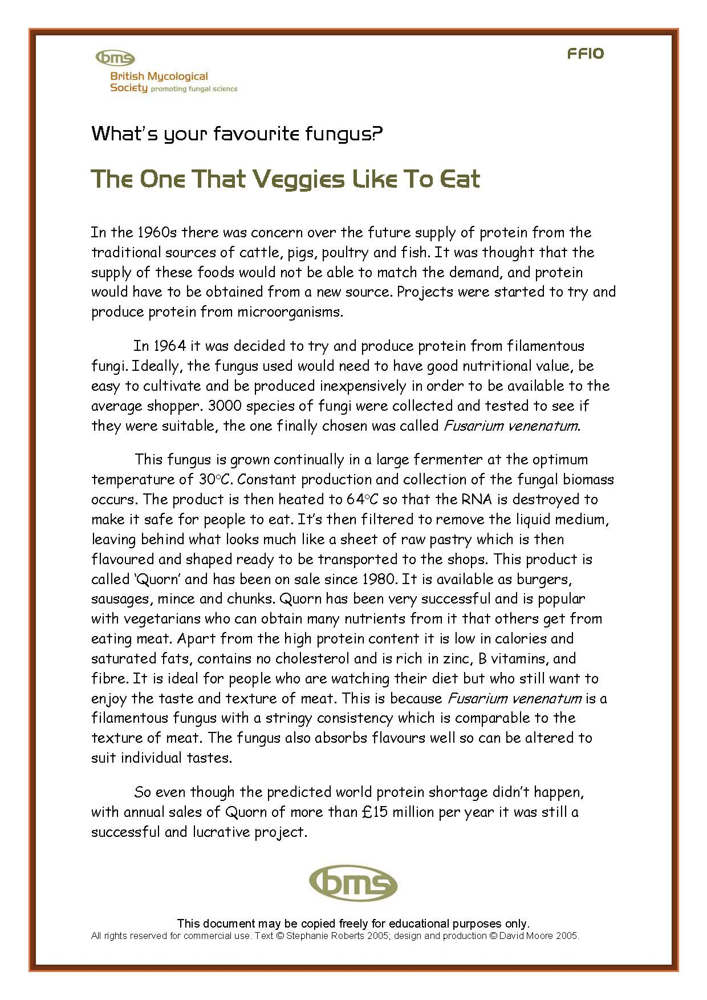 bms
FF10
British Mycological
Society promoting fungal science
What's your favourite fungus?
The One That Veggies Like To Eat
In the 1960s there was concern over the future supply of protein from the
traditional sources of cattle, pigs, poultry and fish. It was thought that the
supply of these foods would not be able to match the demand, and protein
would have to be obtained from a new source. Projects were started to try and
produce protein from microorganisms.
In 1964 it was decided to try and produce protein from filamentous
fungi. Ideally, the fungus used would need to have good nutritional value, be
easy to cultivate and be produced inexpensively in order to be available to the
average shopper. 3000 species of fungi were collected and tested to see if
they were suitable, the one finally chosen was called Fusarium venenatum.
This fungus is grown continually in a large fermenter at the optimum
temperature of 30°C. Constant production and collection of the fungal biomass
occurs. The product is then heated to 64°C so that the RNA is destroyed to
make it safe for people to eat. It's then filtered to remove the liquid medium,
leaving behind what looks much like a sheet of raw pastry which is then
flavoured and shaped ready to be transported to the shops. This product is
called ‘Quorn’ and has been on sale since 1980. It is available as burgers,
sausages, mince and chunks. Quorn has been very successful and is popular
with vegetarians who can obtain many nutrients from it that others get from
eating meat. Apart from the high protein content it is low in calories and
saturated fats, contains no cholesterol and is rich in zinc, B vitamins, and
fibre. It is ideal for people who are watching their diet but who still want to
enjoy the taste and texture of meat. This is because Fusarium venenatum is a
filamentous fungus with a stringy consistency which is comparable to the
texture of meat. The fungus also absorbs flavours well so can be altered to
suit individual tastes.
So even though the predicted world protein shortage didn't happen,
with annual sales of Quorn of more than £15 million per year it was still a
successful and lucrative project.
bms
This document may be copied freely for educational purposes only.
All rights reserved for commercial use. Text © Stephanie Roberts 2005; design and production © David Moore 2005.